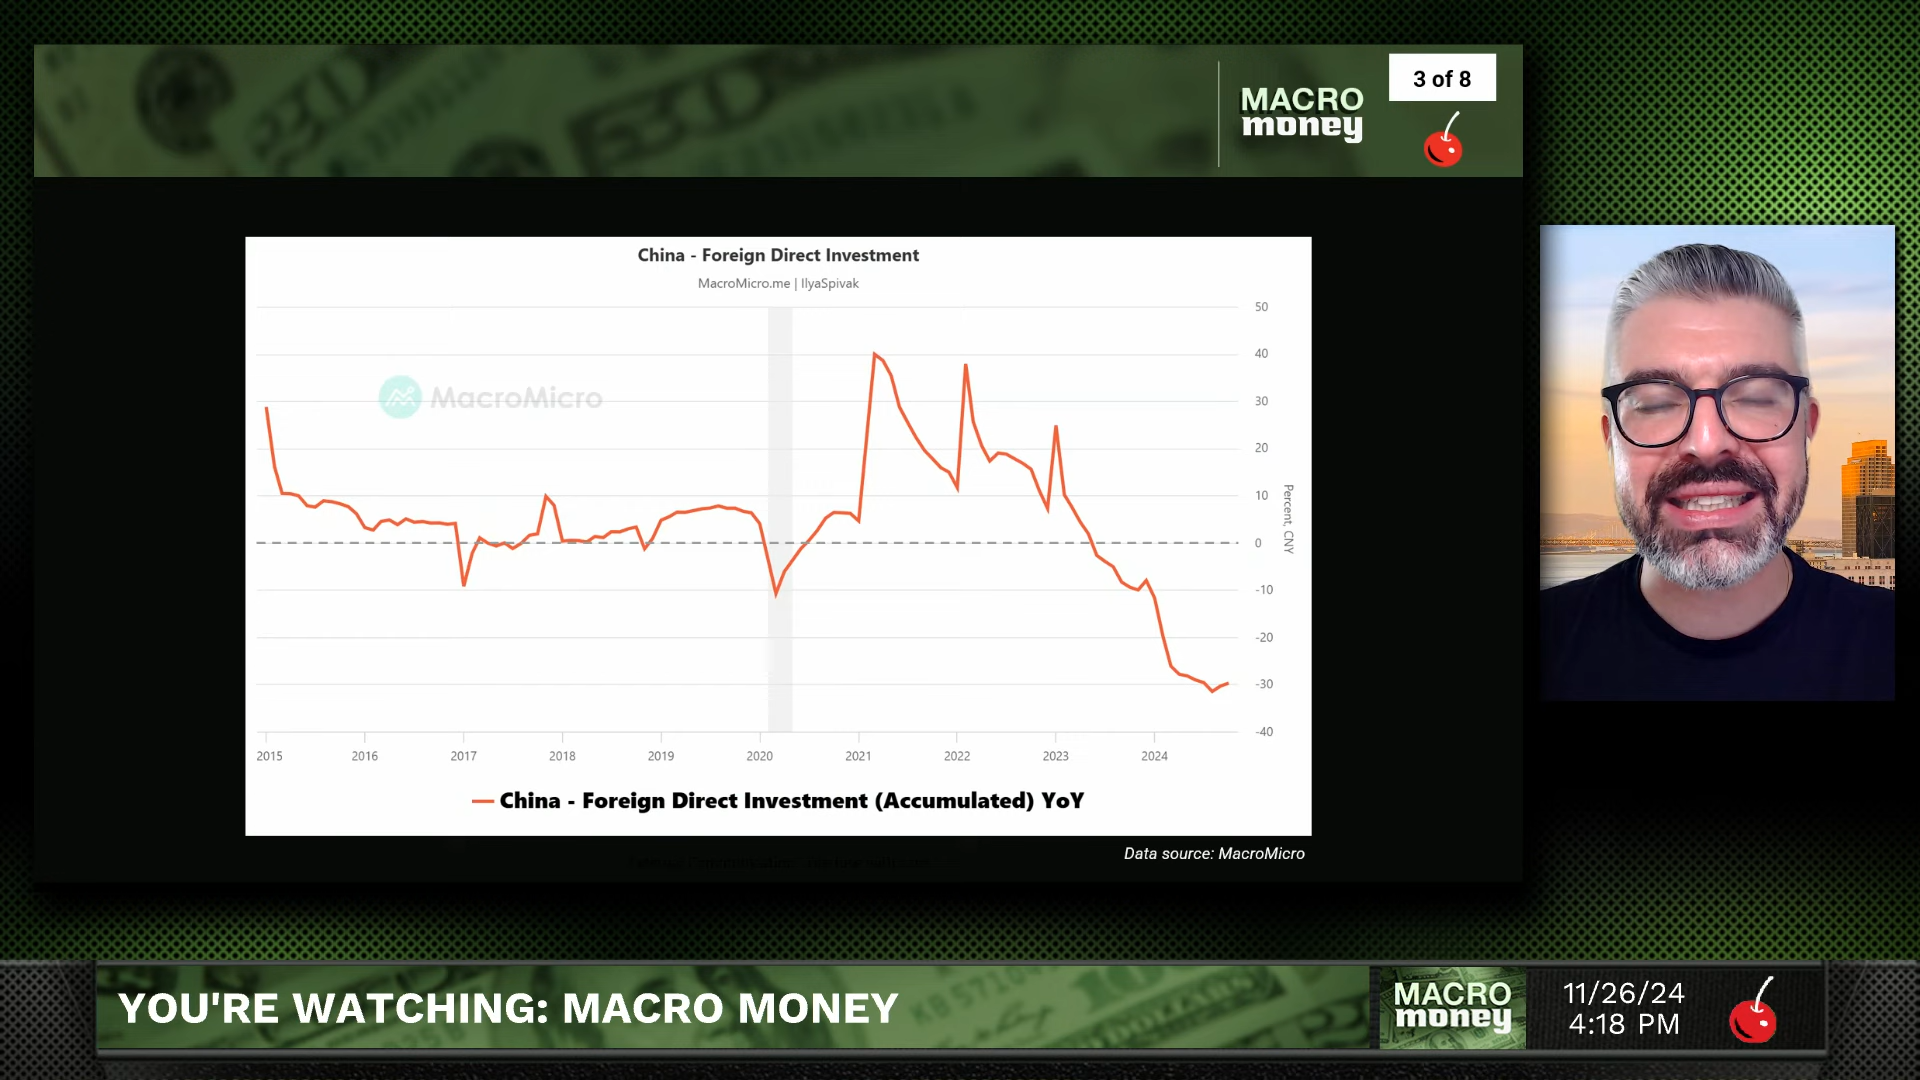 3 of 8
MACRO
money
China - Foreign Direct Investment
MacroMicro.me | IlyaSpivak
MacroMicro
50
40
30
20
10
0
-10
-20
-30
-40
Percent, CNY
2015 2016 2017 2018 2019 2020 2021 2022 2023 2024
China - Foreign Direct Investment (Accumulated) YoY
Data source: MacroMicro
YOU'RE WATCHING: MACRO MONEY
MACRO
money
11/26/24
4:18 PM